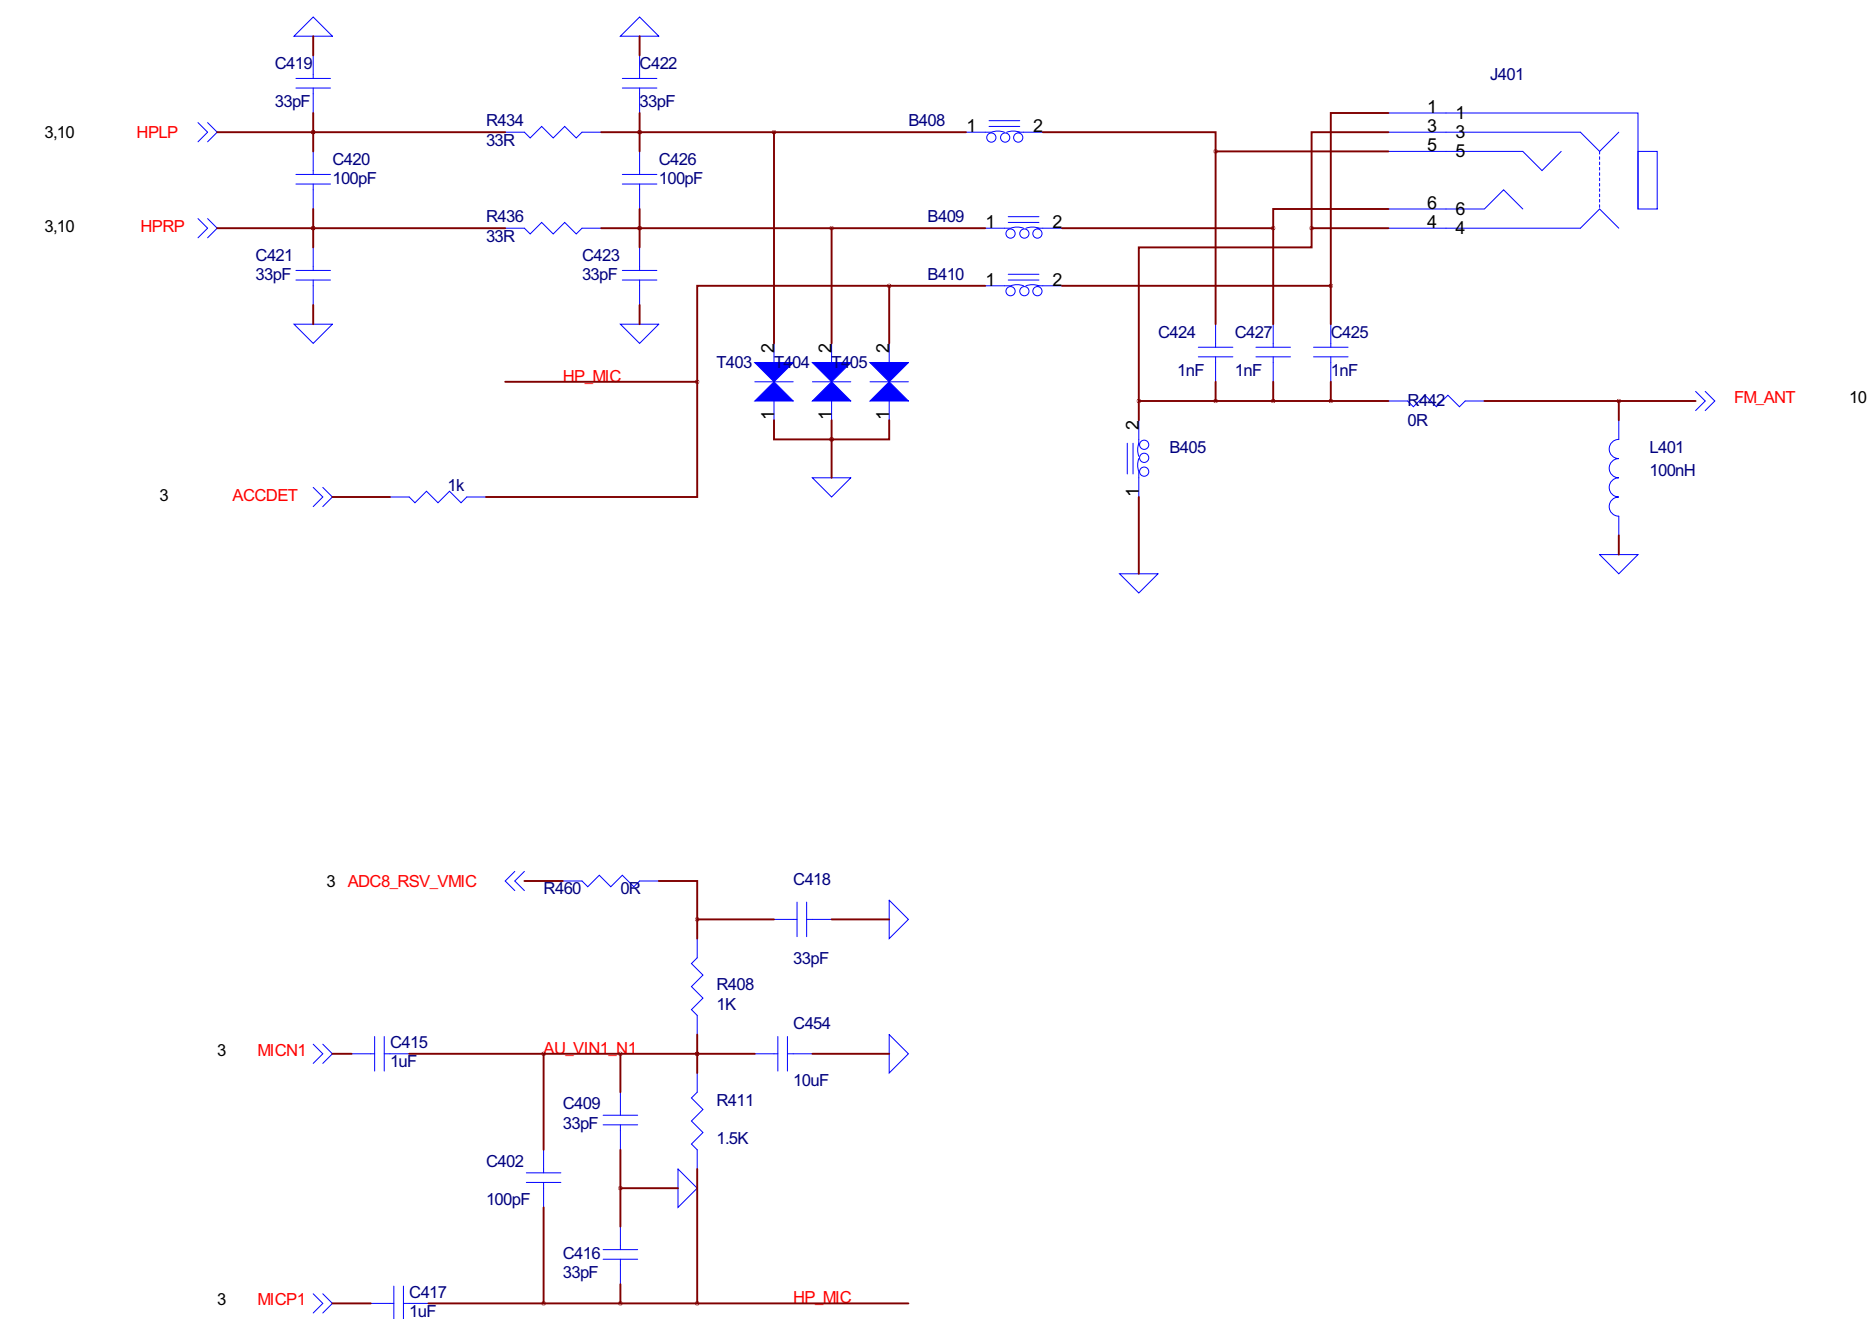 C419
33pF
C422
33pF
J401
3,10 HPLP
R434
33R
B408 1 2
1 1
3 3
5 5
C420
100pF
C426
100pF
3,10 HPRP
R436
33R
B409 1 2
6 6
4 4
C421
33pF
C423
33pF
B410 1 2
HP_MIC
T403 T404 T405
2 2 2
1 1 1
C424
1nF
C427
1nF
C425
1nF
R442
0R
FM_ANT 10
2
B405
1
L401
100nH
3 ACCDET
1k
3 ADC8_RSV_VMIC
R460 0R
C418
33pF
R408
1K
C454
10uF
3 MICN1
C415
1uF
AU_VIN1_N1
C409
33pF
R411
1.5K
C402
100pF
C416
33pF
3 MICP1
C417
1uF
HP_MIC